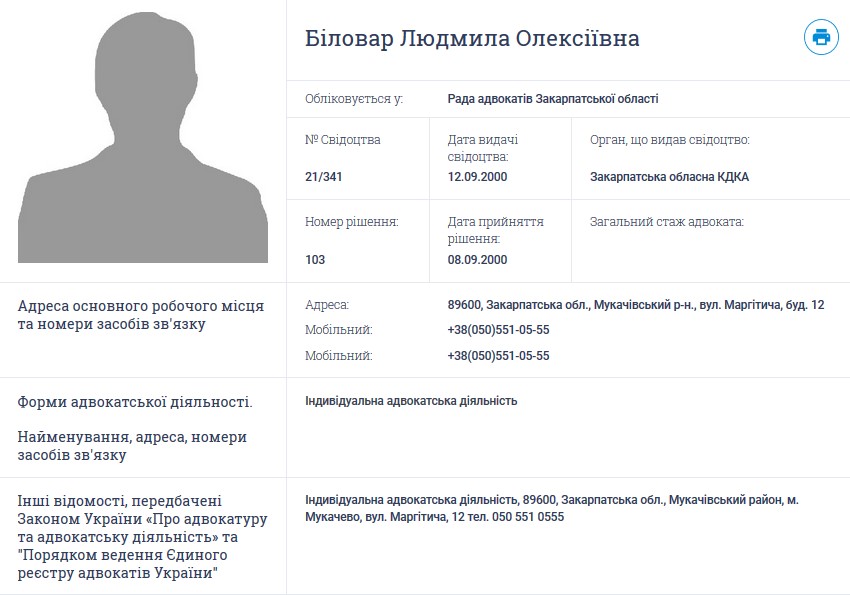 Біловар Людмила Олексіївна
Обліковується у: Рада адвокатів Закарпатської області
№ Свідоцтва
21/341
Дата видачі
свідоцтва:
12.09.2000
Орган, що видав свідоцтво:
Закарпатська обласна КДКА
Номер рішення:
103
Дата прийняття
рішення:
08.09.2000
Загальний стаж адвоката:
Адреса основного робочого місця
та номери засобів зв'язку
Адреса: 89600, Закарпатська обл., Мукачівський р-н., вул. Маргітича, буд. 12
Мобільний: +38(050)551-05-55
Мобільний: +38(050)551-05-55
Форми адвокатської діяльності.
Найменування, адреса, номери
засобів зв'язку
Індивідуальна адвокатська діяльність
Інші відомості, передбачені
Законом України «Про адвокатуру
та адвокатську діяльність» та
"Порядком ведення Єдиного
реєстру адвокатів України"
Індивідуальна адвокатська діяльність, 89600, Закарпатська обл., Мукачівський район, м.
Мукачево, вул. Маргітича, 12 тел. 050 551 0555